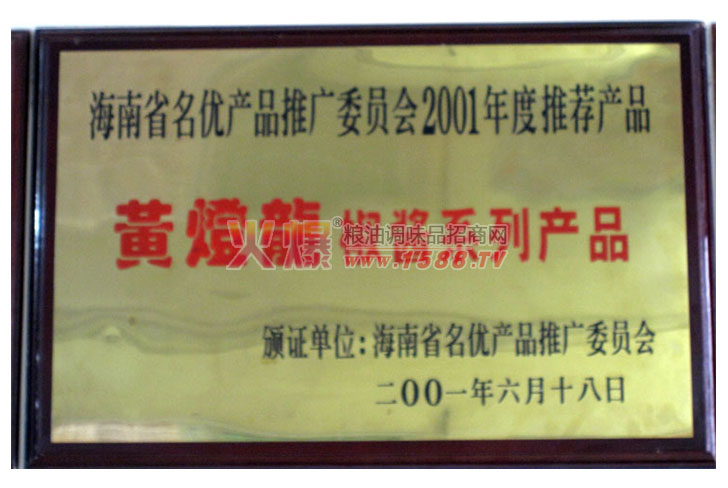 海南省名优产品推广委员会2001年度推荐产品
黄燈龍椒酱系列产品
火爆®粮油调味品招商网
www.1588.TV
颁证单位:海南省名优产品推广委员会
二00一年六月十八日